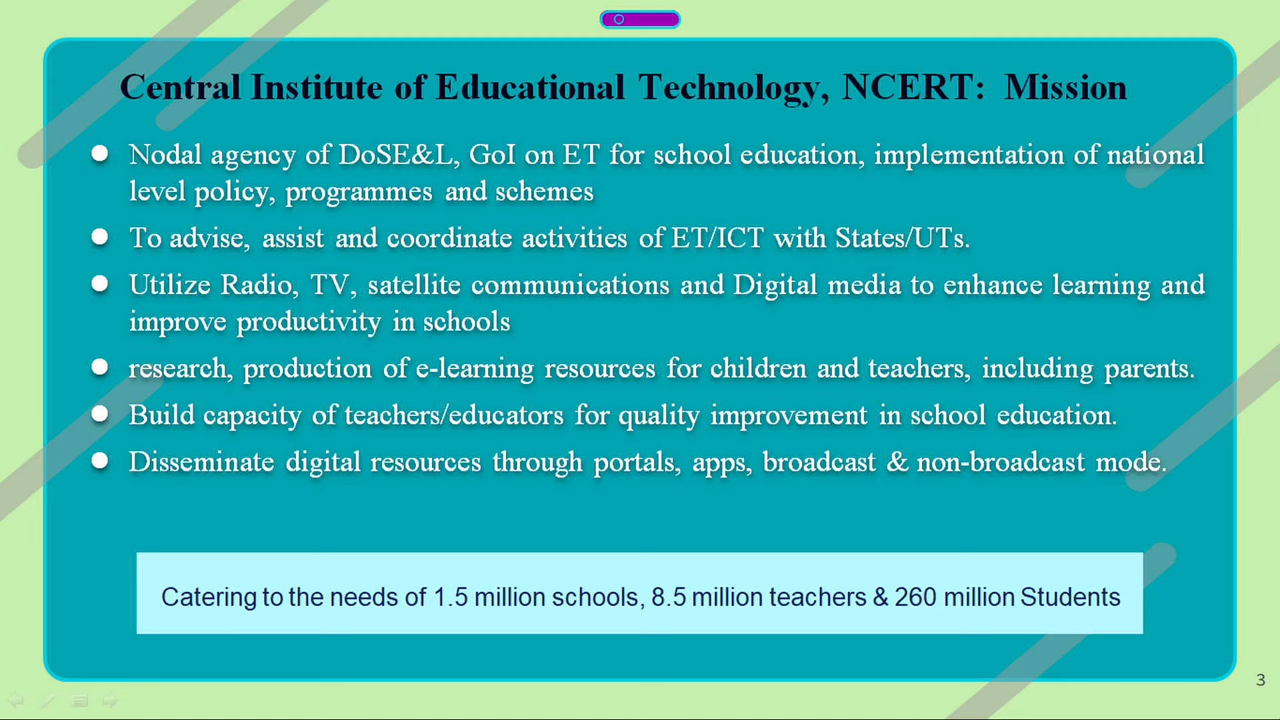 Central Institute of Educational Technology, NCERT: Mission
Nodal agency of DoSE&L, GoI on ET for school education, implementation of national
level policy, programmes and schemes
To advise, assist and coordinate activities of ET/ICT with States/UTs.
Utilize Radio, TV, satellite communications and Digital media to enhance learning and
improve productivity in schools
research, production of e-learning resources for children and teachers, including parents.
Build capacity of teachers/educators for quality improvement in school education.
Disseminate digital resources through portals, apps, broadcast & non-broadcast mode.
Catering to the needs of 1.5 million schools, 8.5 million teachers & 260 million Students
3